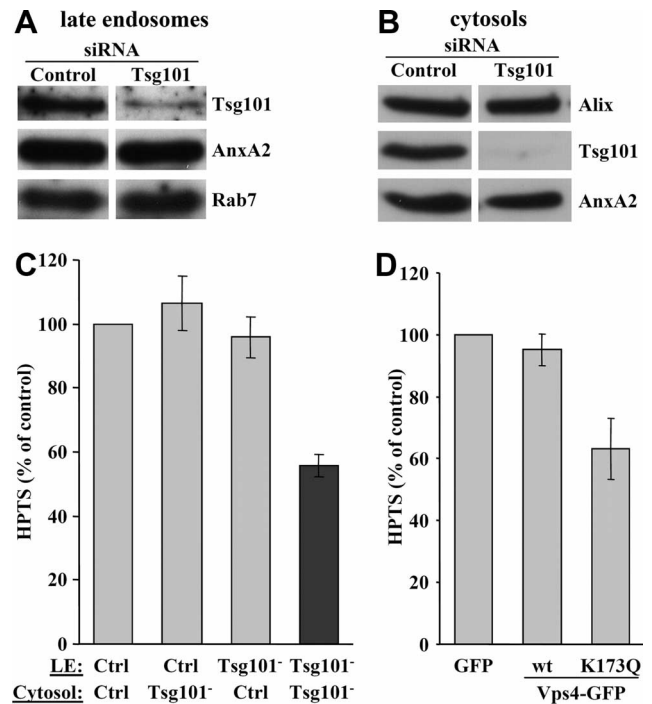 A late endosomes
siRNA
Control Tsg101
Tsg101
AnxA2
Rab7
B cytosols
siRNA
Control Tsg101
Alix
Tsg101
AnxA2
C
HPTS (% of control)
120
100
80
60
40
20
0
LE: Ctrl Ctrl Tsg101⁻ Tsg101⁻
Cytosol: Ctrl Tsg101⁻ Ctrl Tsg101⁻
D
HPTS (% of control)
120
100
80
60
40
20
0
GFP wt K173Q
Vps4-GFP